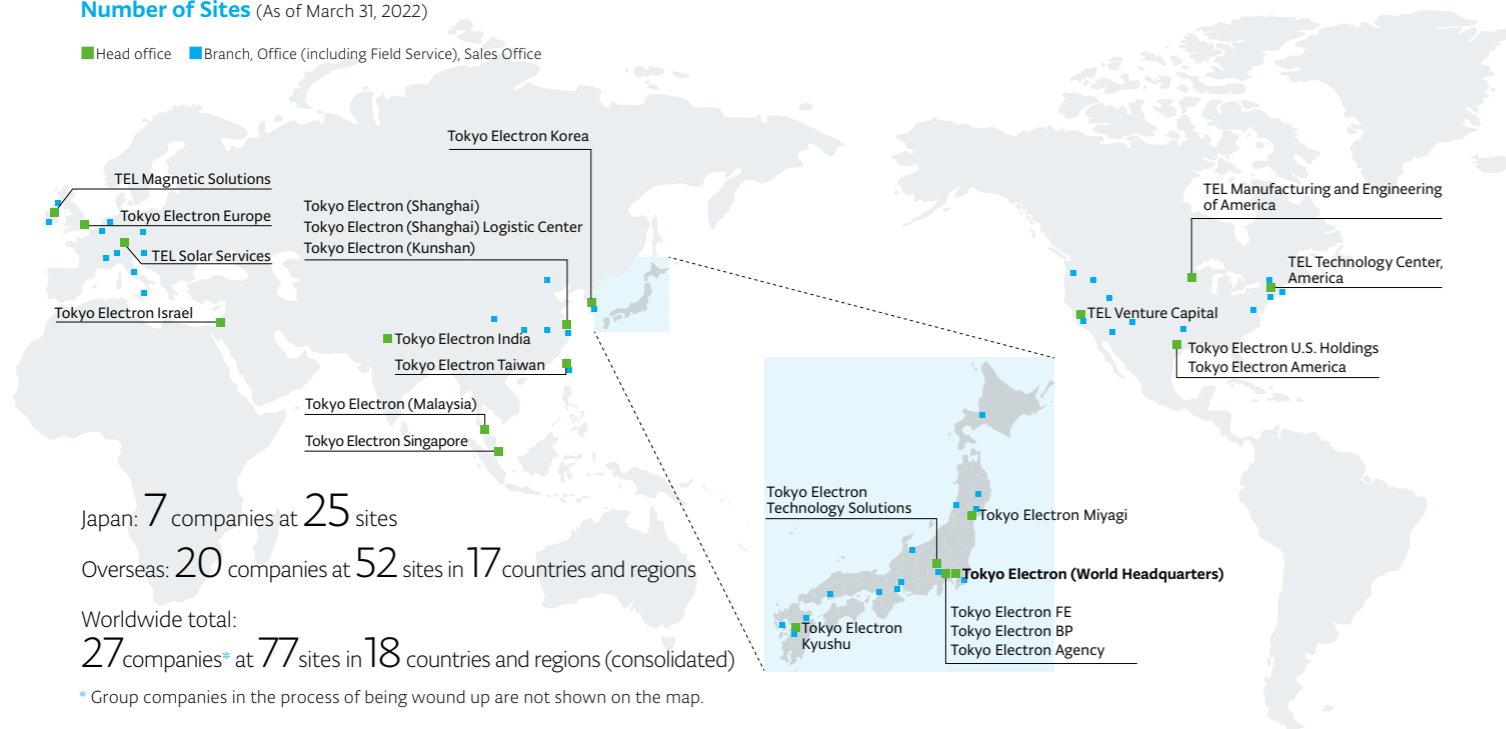 Number of Sites (As of March 31, 2022)
Head office Branch, Office (including Field Service), Sales Office
Tokyo Electron Korea
TEL Magnetic Solutions
Tokyo Electron Europe
TEL Solar Services
Tokyo Electron Israel
Tokyo Electron (Shanghai)
Tokyo Electron (Shanghai) Logistic Center
Tokyo Electron (Kunshan)
Tokyo Electron India
Tokyo Electron Taiwan
Tokyo Electron (Malaysia)
Tokyo Electron Singapore
TEL Manufacturing and Engineering
of America
TEL Technology Center,
America
TEL Venture Capital
Tokyo Electron U.S. Holdings
Tokyo Electron America
Tokyo Electron
Technology Solutions
Tokyo Electron Miyagi
Tokyo Electron (World Headquarters)
Tokyo Electron FE
Tokyo Electron BP
Tokyo Electron Agency
Tokyo Electron
Kyushu
Japan: 7 companies at 25 sites
Overseas: 20 companies at 52 sites in 17 countries and regions
Worldwide total:
27 companies* at 77 sites in 18 countries and regions (consolidated)
* Group companies in the process of being wound up are not shown on the map.